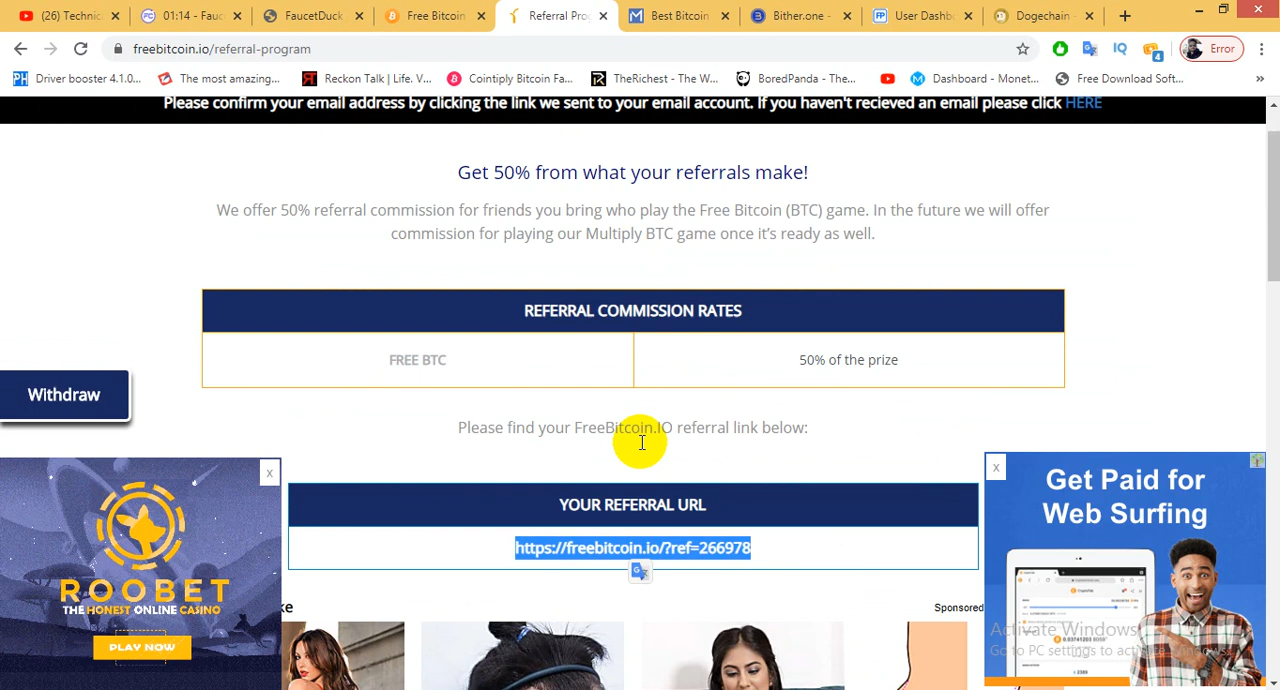 (26) Technic
01:14 - Fauc
FaucetDuck.
Free Bitcoin
Referral Pro
Best Bitcoin
Bither.one -
User Dashb
Dogechain -
freebitcoin.io/referral-program
IQ
4
Error
Driver booster 4.1.0...
The most amazing...
Reckon Talk | Life. V...
Cointiply Bitcoin Fa...
TheRichest - The W...
BoredPanda - The...
Dashboard - Monet...
Free Download Soft...
Please confirm your email address by clicking the link we sent to your email account. If you haven't recieved an email please click HERE
Get 50% from what your referrals make!
We offer 50% referral commission for friends you bring who play the Free Bitcoin (BTC) game. In the future we will offer
commission for playing our Multiply BTC game once it's ready as well.
REFERRAL COMMISSION RATES
FREE BTC
50% of the prize
Withdraw
Please find your FreeBitcoin.IO referral link below:
YOUR REFERRAL URL
https://freebitcoin.io/?ref=266978
ROOBET
THE HONEST ONLINE CASINO
PLAY NOW
Sponsored
Get Paid for
Web Surfing
Activate Windows
Go to PC settings to activate Windows.